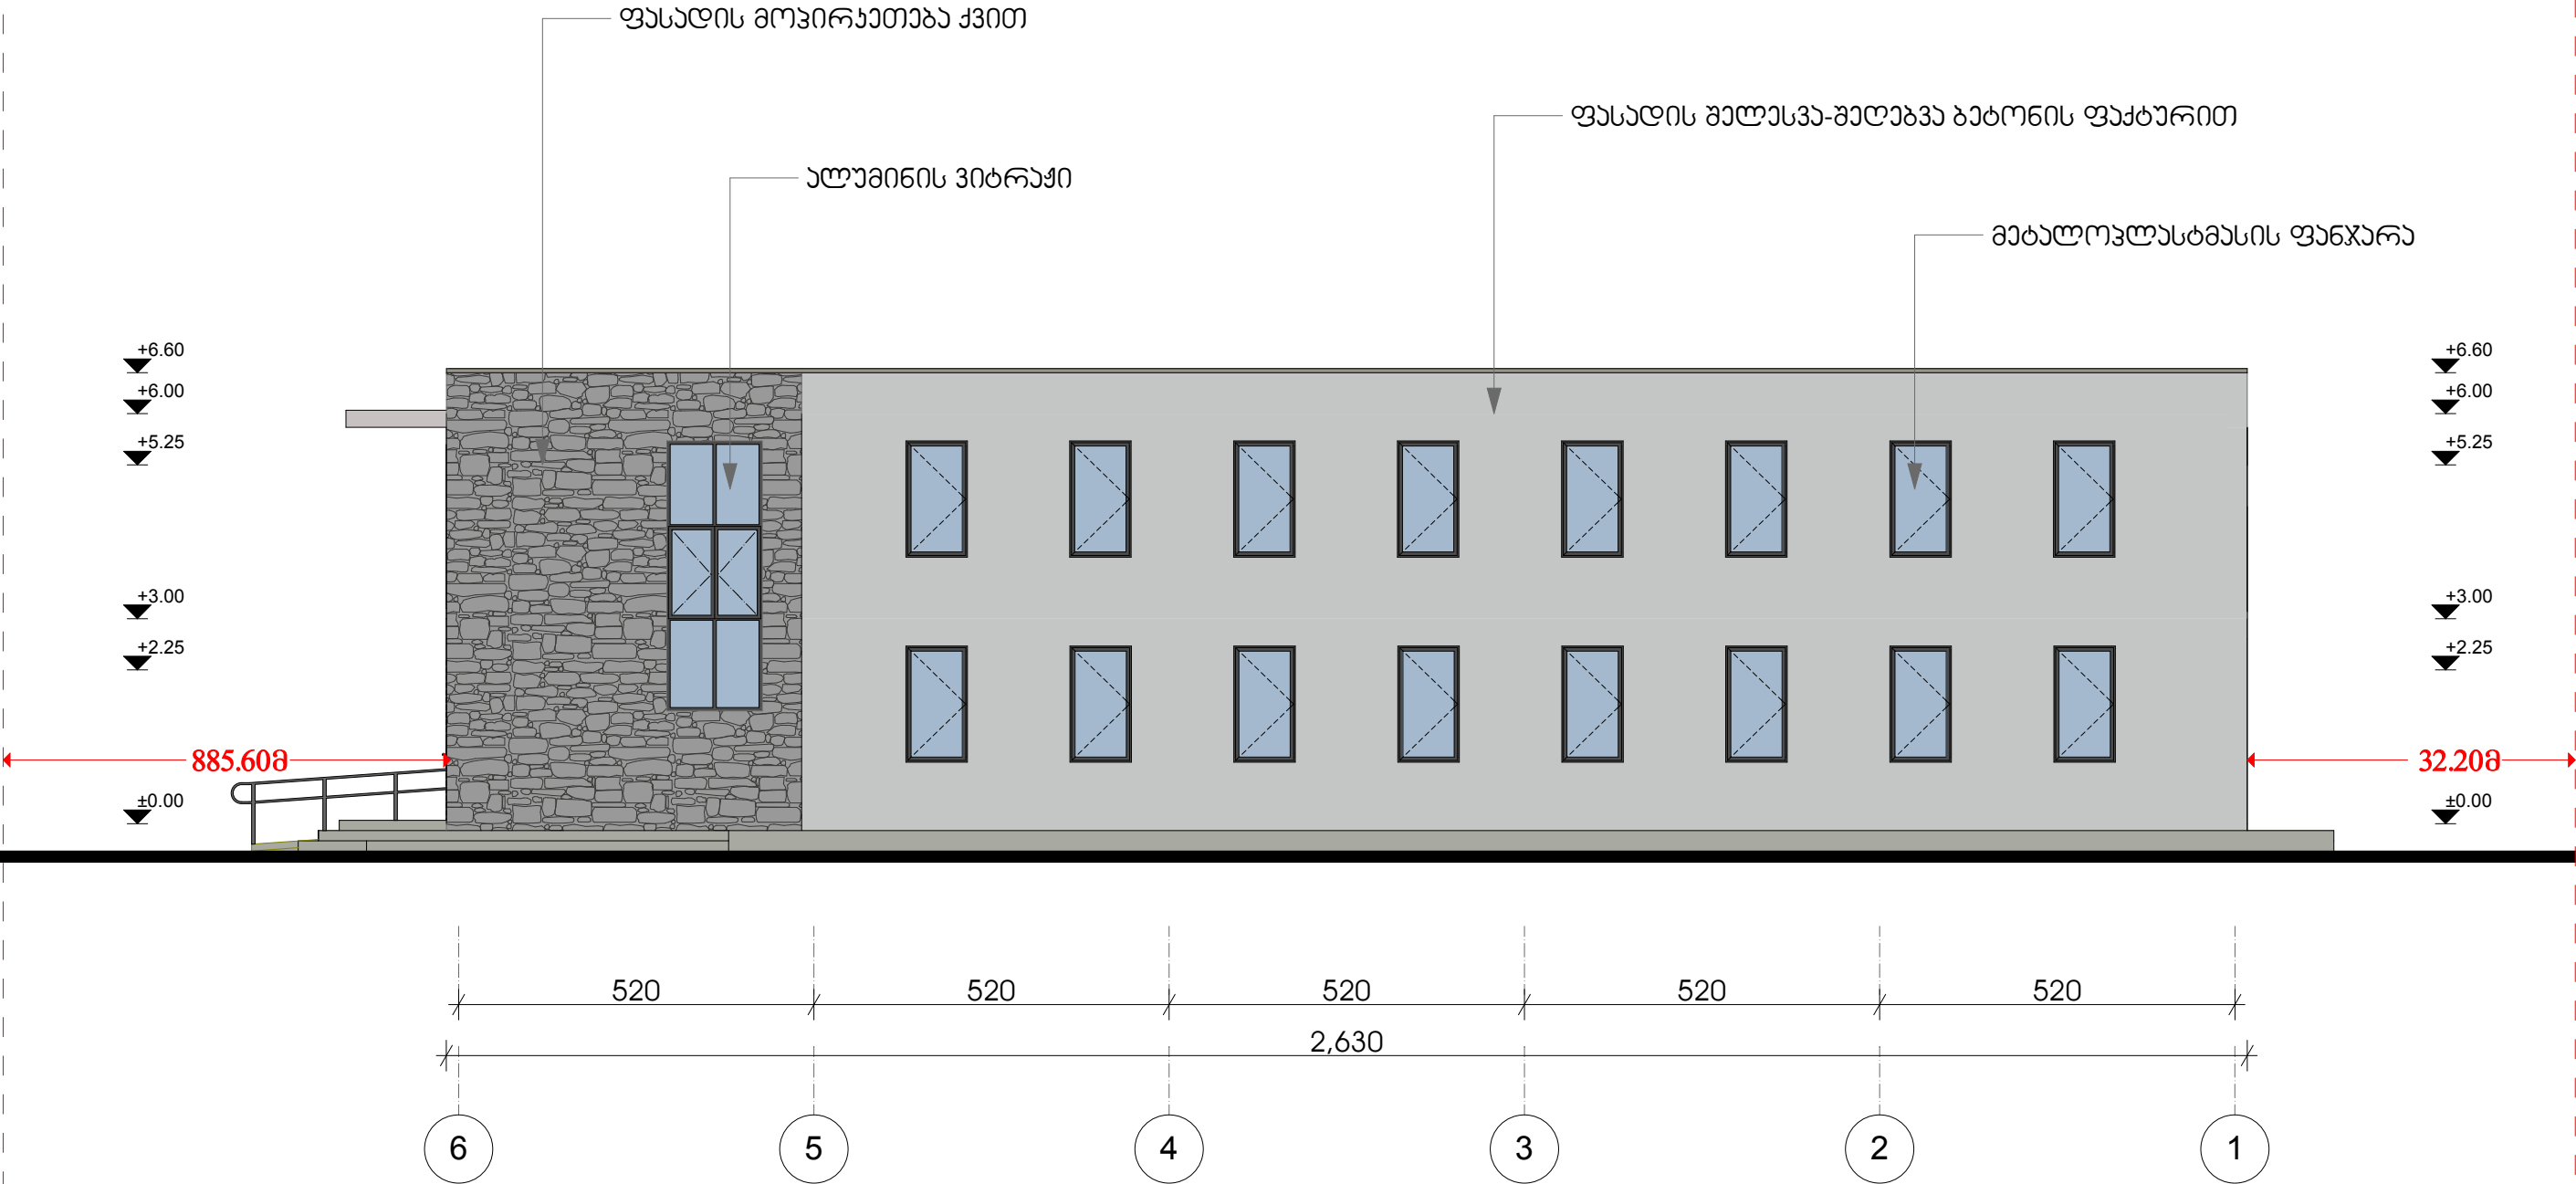 ფასადის მოპირკეთება ქვით
ფასადის შელესვა-შეღებვა ბეტონის ფაქტურით
ალუმინის ვიტრაჟი
მეტალოპლასტმასის ფანჯარა
+6.60
+6.60
+6.00
+6.00
+5.25
+5.25
+3.00
+3.00
+2.25
+2.25
885.60მ
32.20მ
±0.00
±0.00
520 520 520 520 520
2,630
6 5 4 3 2 1